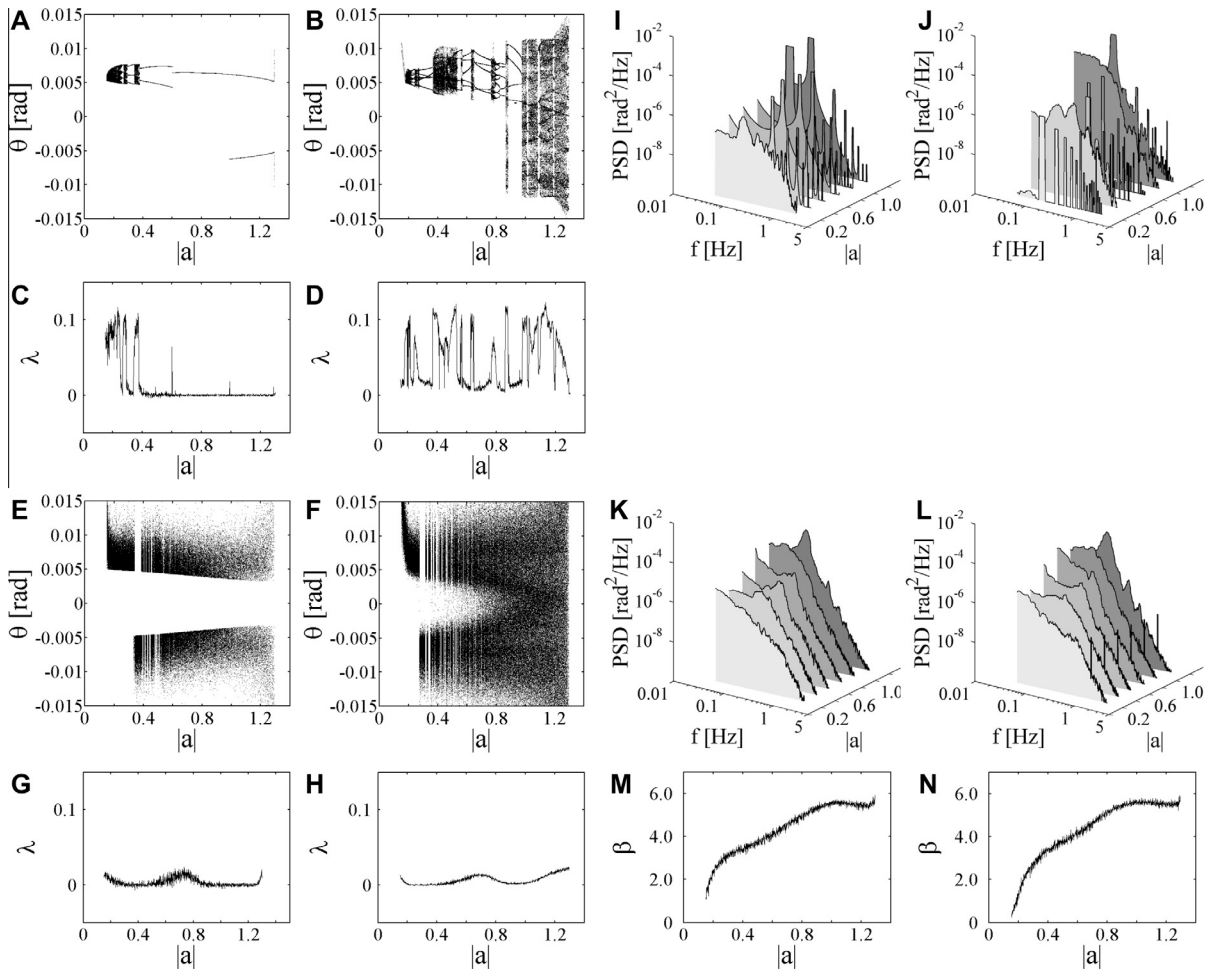 A
0.015
0.01
0.005
0
-0.005
-0.01
-0.015
θ [rad]
0 0.4 0.8 1.2
|a|
B
0.015
0.01
0.005
0
-0.005
-0.01
-0.015
θ [rad]
0 0.4 0.8 1.2
|a|
I
10-2
10-4
10-6
10-8
PSD [rad2/Hz]
0.01 0.1 1 5
f [Hz]
0.2 0.6 1.0
|a|
J
10-2
10-4
10-6
10-8
PSD [rad2/Hz]
0.01 0.1 1 5
f [Hz]
0.2 0.6 1.0
|a|
C
0.1
0
λ
0 0.4 0.8 1.2
|a|
D
0.1
0
λ
0 0.4 0.8 1.2
|a|
E
0.015
0.01
0.005
0
-0.005
-0.01
-0.015
θ [rad]
0 0.4 0.8 1.2
|a|
F
0.015
0.01
0.005
0
-0.005
-0.01
-0.015
θ [rad]
0 0.4 0.8 1.2
|a|
K
10-2
10-4
10-6
10-8
PSD [rad2/Hz]
0.01 0.1 1 5
f [Hz]
0.2 0.6 1.0
|a|
L
10-2
10-4
10-6
10-8
PSD [rad2/Hz]
0.01 0.1 1 5
f [Hz]
0.2 0.6 1.0
|a|
G
0.1
0
λ
0 0.4 0.8 1.2
|a|
H
0.1
0
λ
0 0.4 0.8 1.2
|a|
M
6.0
4.0
2.0
0
β
0 0.4 0.8 1.2
|a|
N
6.0
4.0
2.0
0
β
0 0.4 0.8 1.2
|a|